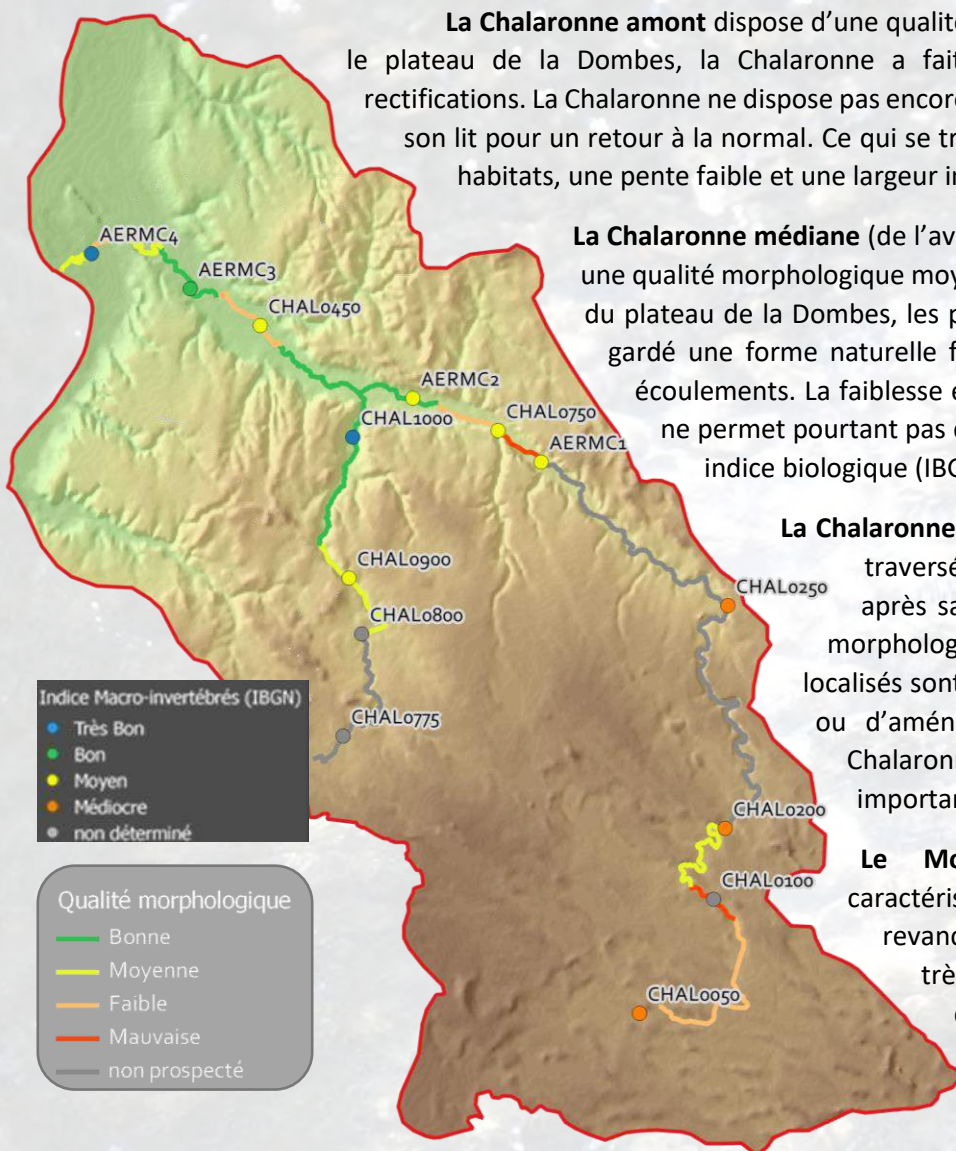 La Chalaronne amont dispose d’une qualité
le plateau de la Dombes, la Chalaronne a fait
rectifications. La Chalaronne ne dispose pas encore
son lit pour un retour à la normal. Ce qui se tr
habitats, une pente faible et une largeur i
La Chalaronne médiane (de l’av
une qualité morphologique moy
du plateau de la Dombes, les p
gardé une forme naturelle f
écoulements. La faiblesse e
ne permet pourtant pas
indice biologique (IBG
La Chalaronne
traversé
après sa
morpholog
localisés sont
ou d’amén
Chalaronn
importan
Le Mo
caractéris
revanc
trè
AERMC4
AERMC3
CHAL0450
AERMC2
CHAL1000
CHAL0750
AERMC1
CHAL0900
CHAL0250
CHAL0800
CHAL0775
CHAL0200
CHAL0100
CHAL0050
Indice Macro-invertébrés (IBGN)
Très Bon
Bon
Moyen
Médiocre
non déterminé
Qualité morphologique
Bonne
Moyenne
Faible
Mauvaise
non prospecté